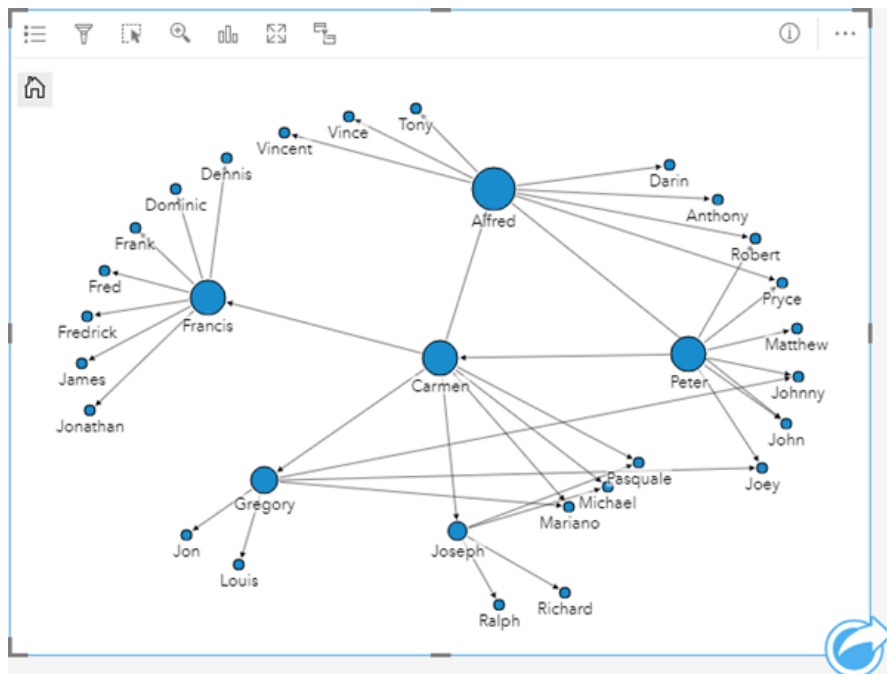 Tony
Vince
Vincent
Dennis
Darin
Dominic
Anthony
Alfred
Frank
Robert
Fred
Pryce
Francis
Fredrick
Matthew
James
Carmen
Peter
Johnny
Jonathan
John
Pasquale
Joey
Michael
Gregory
Mariano
Jon
Joseph
Louis
Richard
Ralph